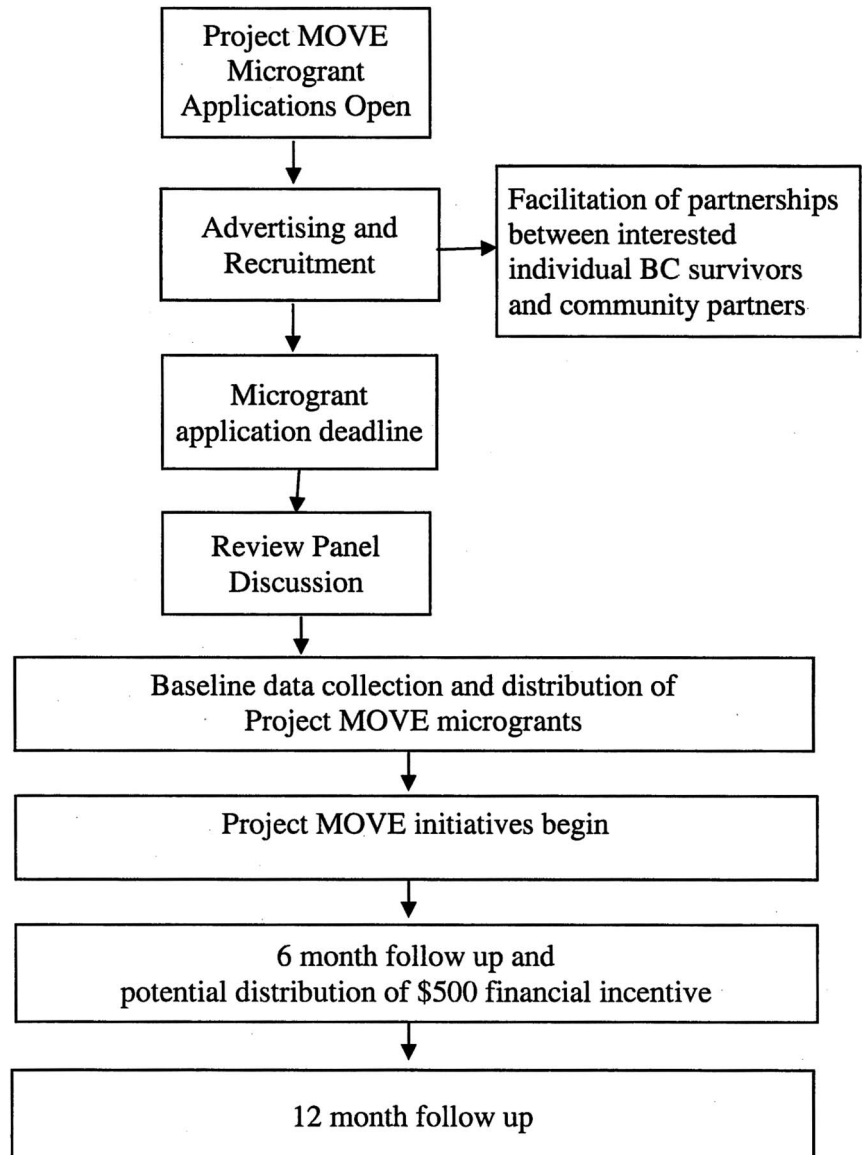 Project MOVE
Microgrant
Applications Open
Advertising and
Recruitment
Facilitation of partnerships
between interested
individual BC survivors
and community partners
Microgrant
application deadline
Review Panel
Discussion
Baseline data collection and distribution of
Project MOVE microgrants
Project MOVE initiatives begin
6 month follow up and
potential distribution of $500 financial incentive
12 month follow up